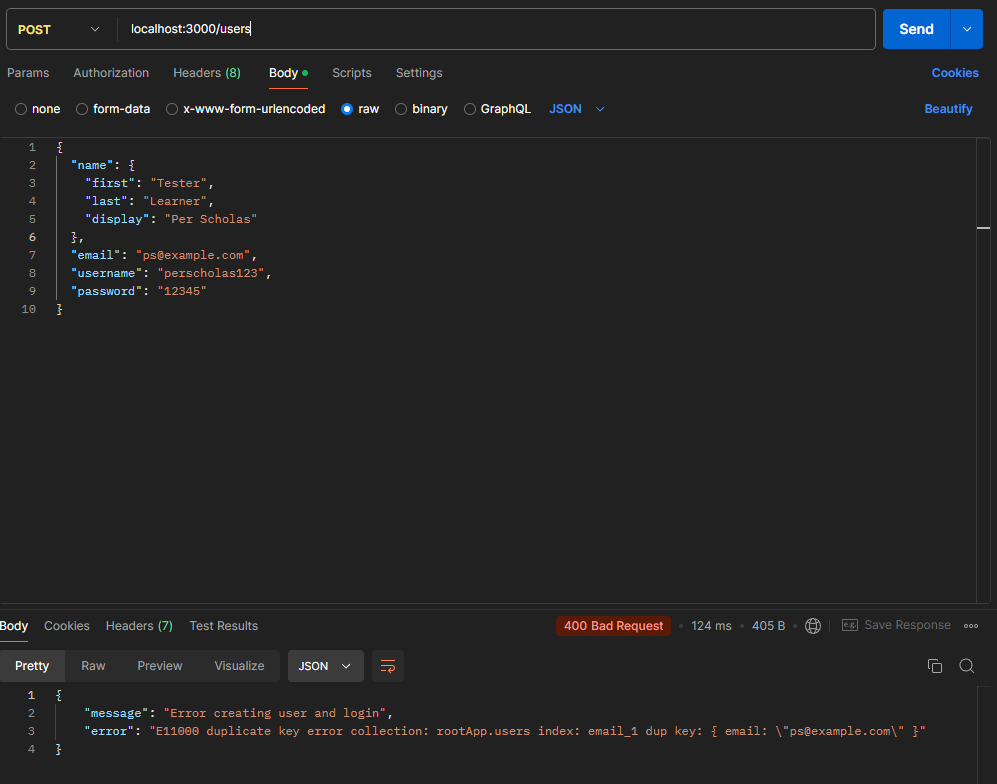 POST localhost:3000/users Send
Params Authorization Headers (8) Body Scripts Settings Cookies
none form-data x-www-form-urlencoded raw binary GraphQL JSON Beautify
1 {
2 "name": {
3 "first": "Tester",
4 "last": "Learner",
5 "display": "Per Scholas"
6 },
7 "email": "ps@example.com",
8 "username": "perscholas123",
9 "password": "12345"
10 }
Body Cookies Headers (7) Test Results 400 Bad Request 124 ms 405 B e.g. Save Response
Pretty Raw Preview Visualize JSON
1 {
2 "message": "Error creating user and login",
3 "error": "E11000 duplicate key error collection: rootApp.users index: email_1 dup key: { email: \"ps@example.com\" }"
4 }